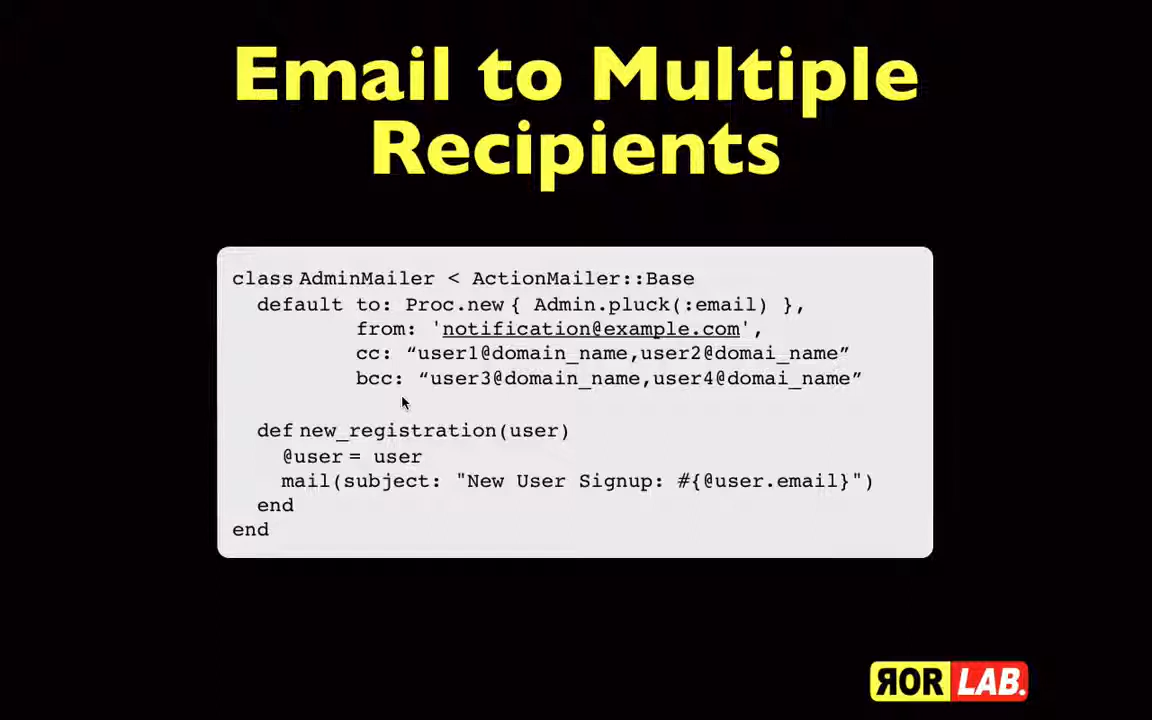 Email to Multiple
Recipients
class AdminMailer < ActionMailer::Base
  default to: Proc.new { Admin.pluck(:email) },
          from: 'notification@example.com',
          cc: “user1@domain_name,user2@domai_name”
          bcc: “user3@domain_name,user4@domai_name”
  def new_registration(user)
    @user = user
    mail(subject: "New User Signup: #{@user.email}")
  end
end
ЯOR LAB.